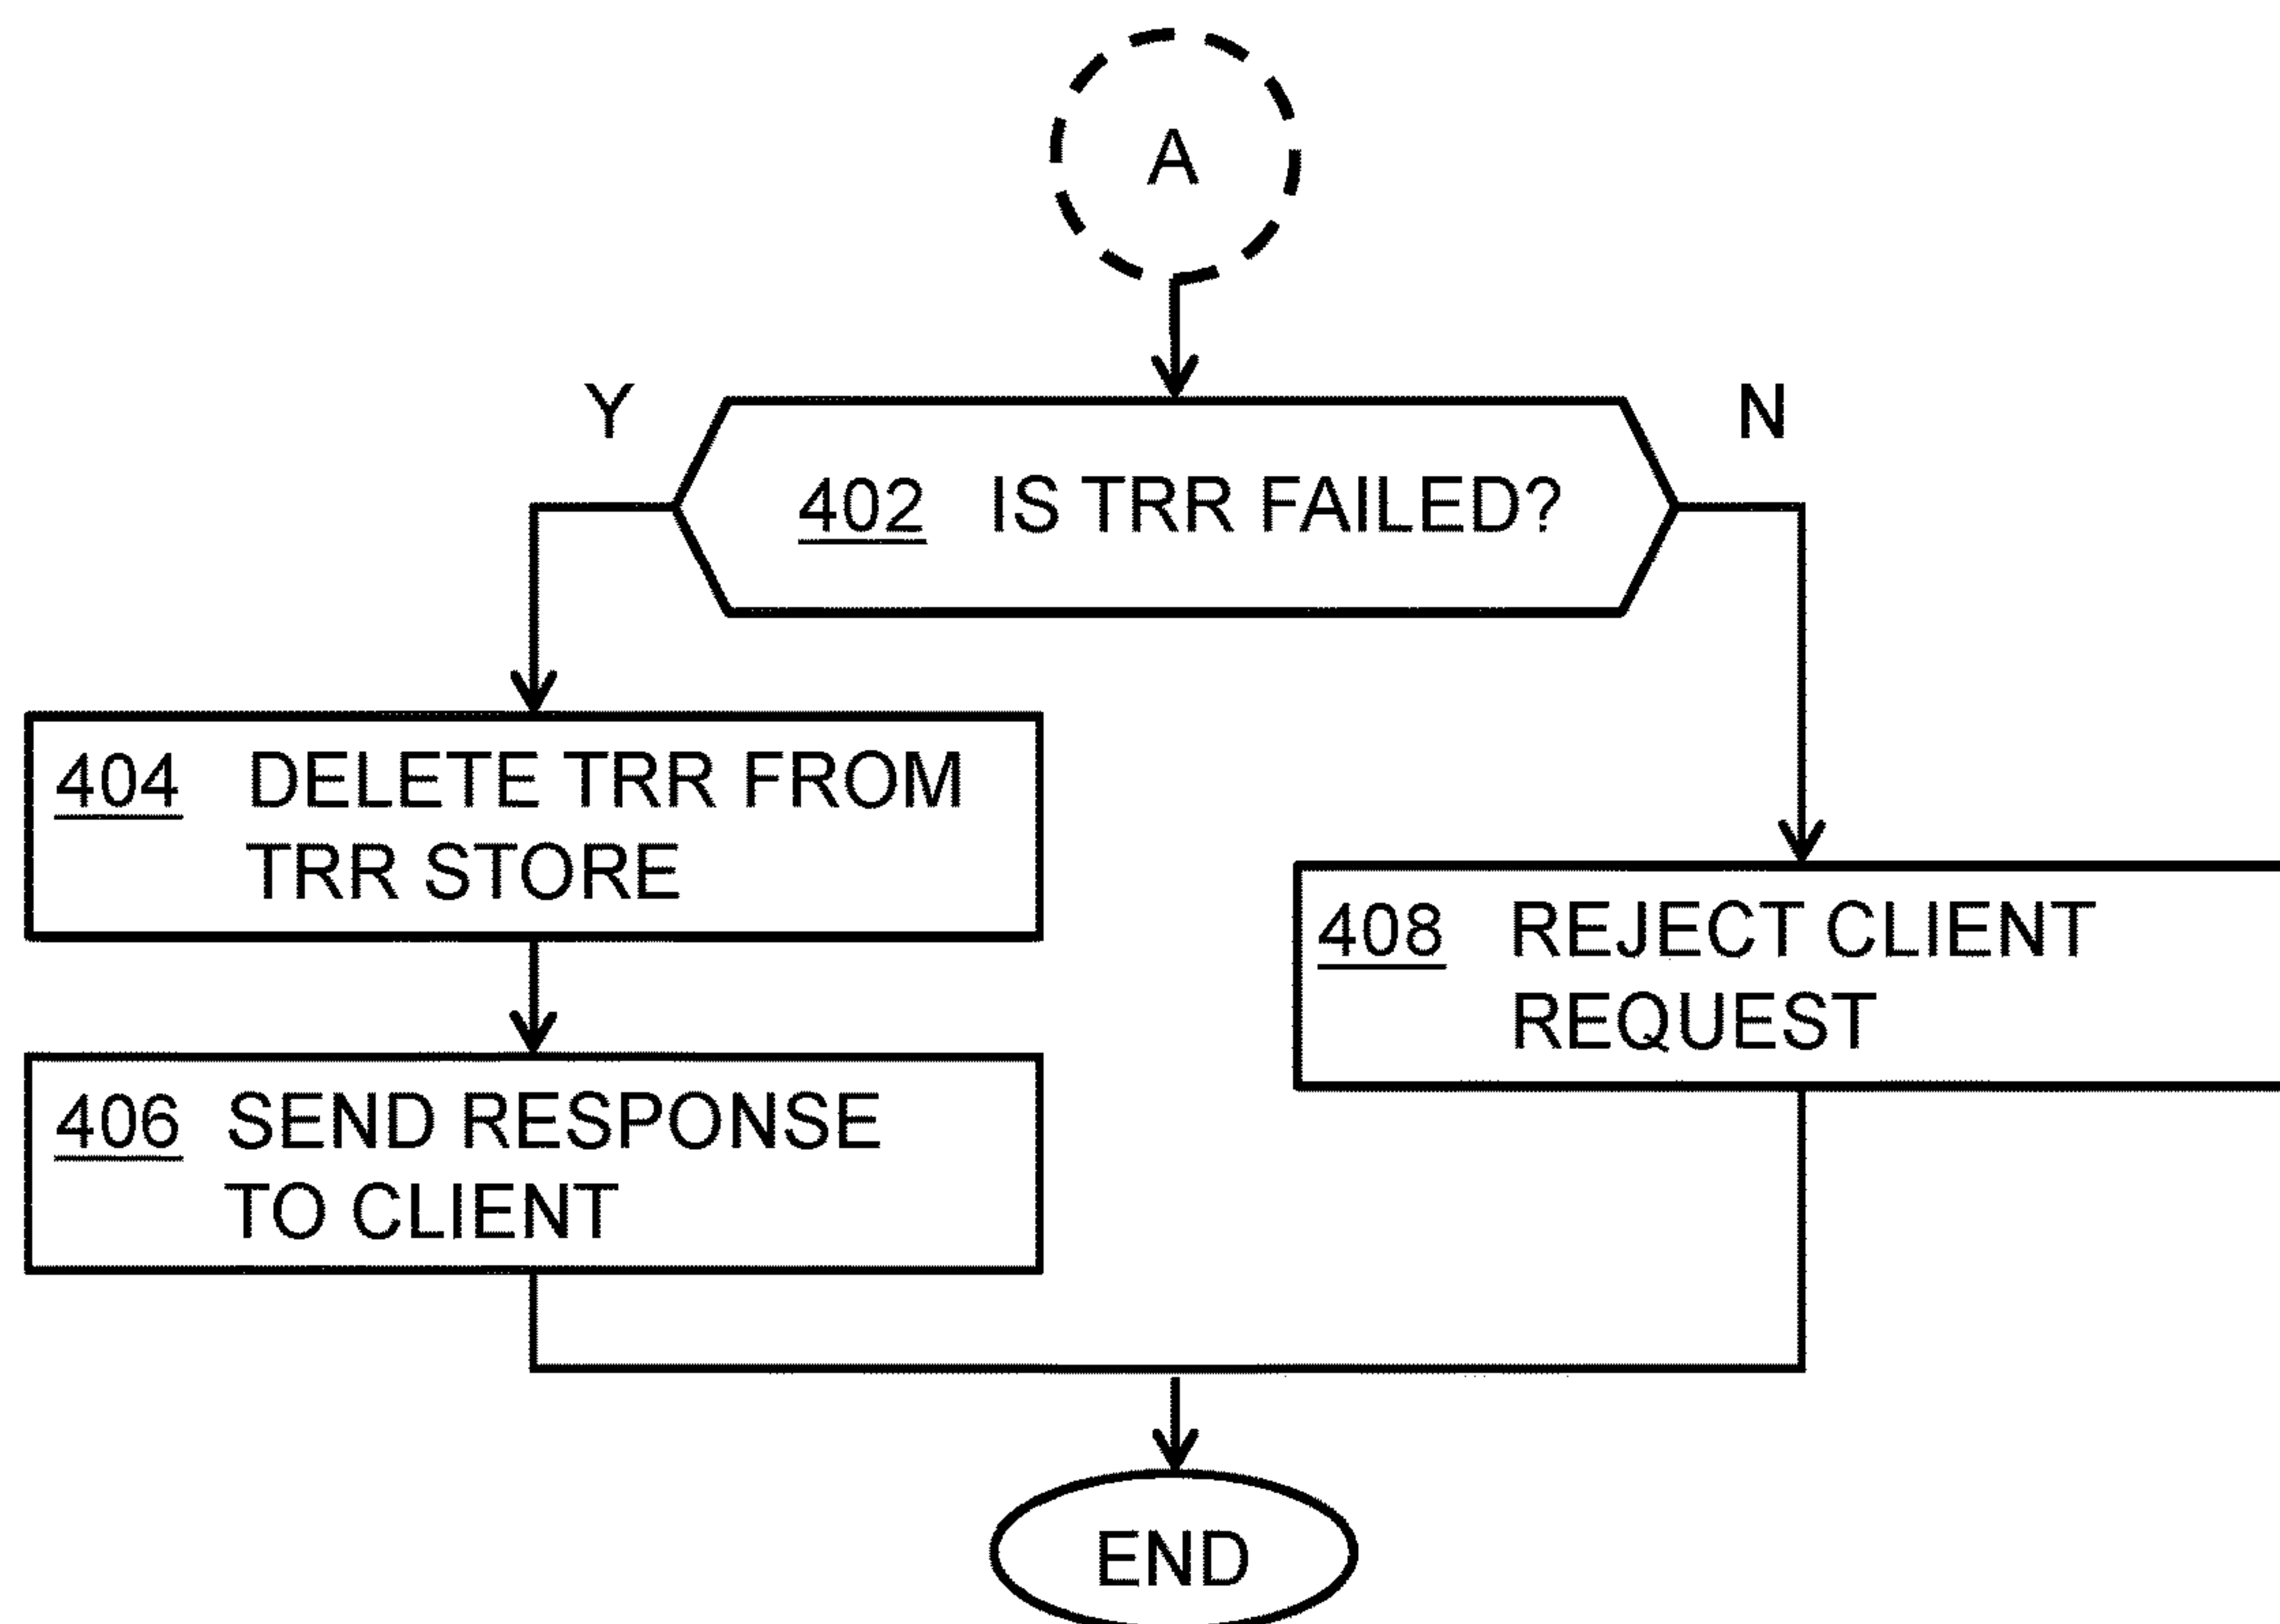 A
Y
N
402 IS TRR FAILED?
404 DELETE TRR FROM
TRR STORE
408 REJECT CLIENT
REQUEST
406 SEND RESPONSE
TO CLIENT
END